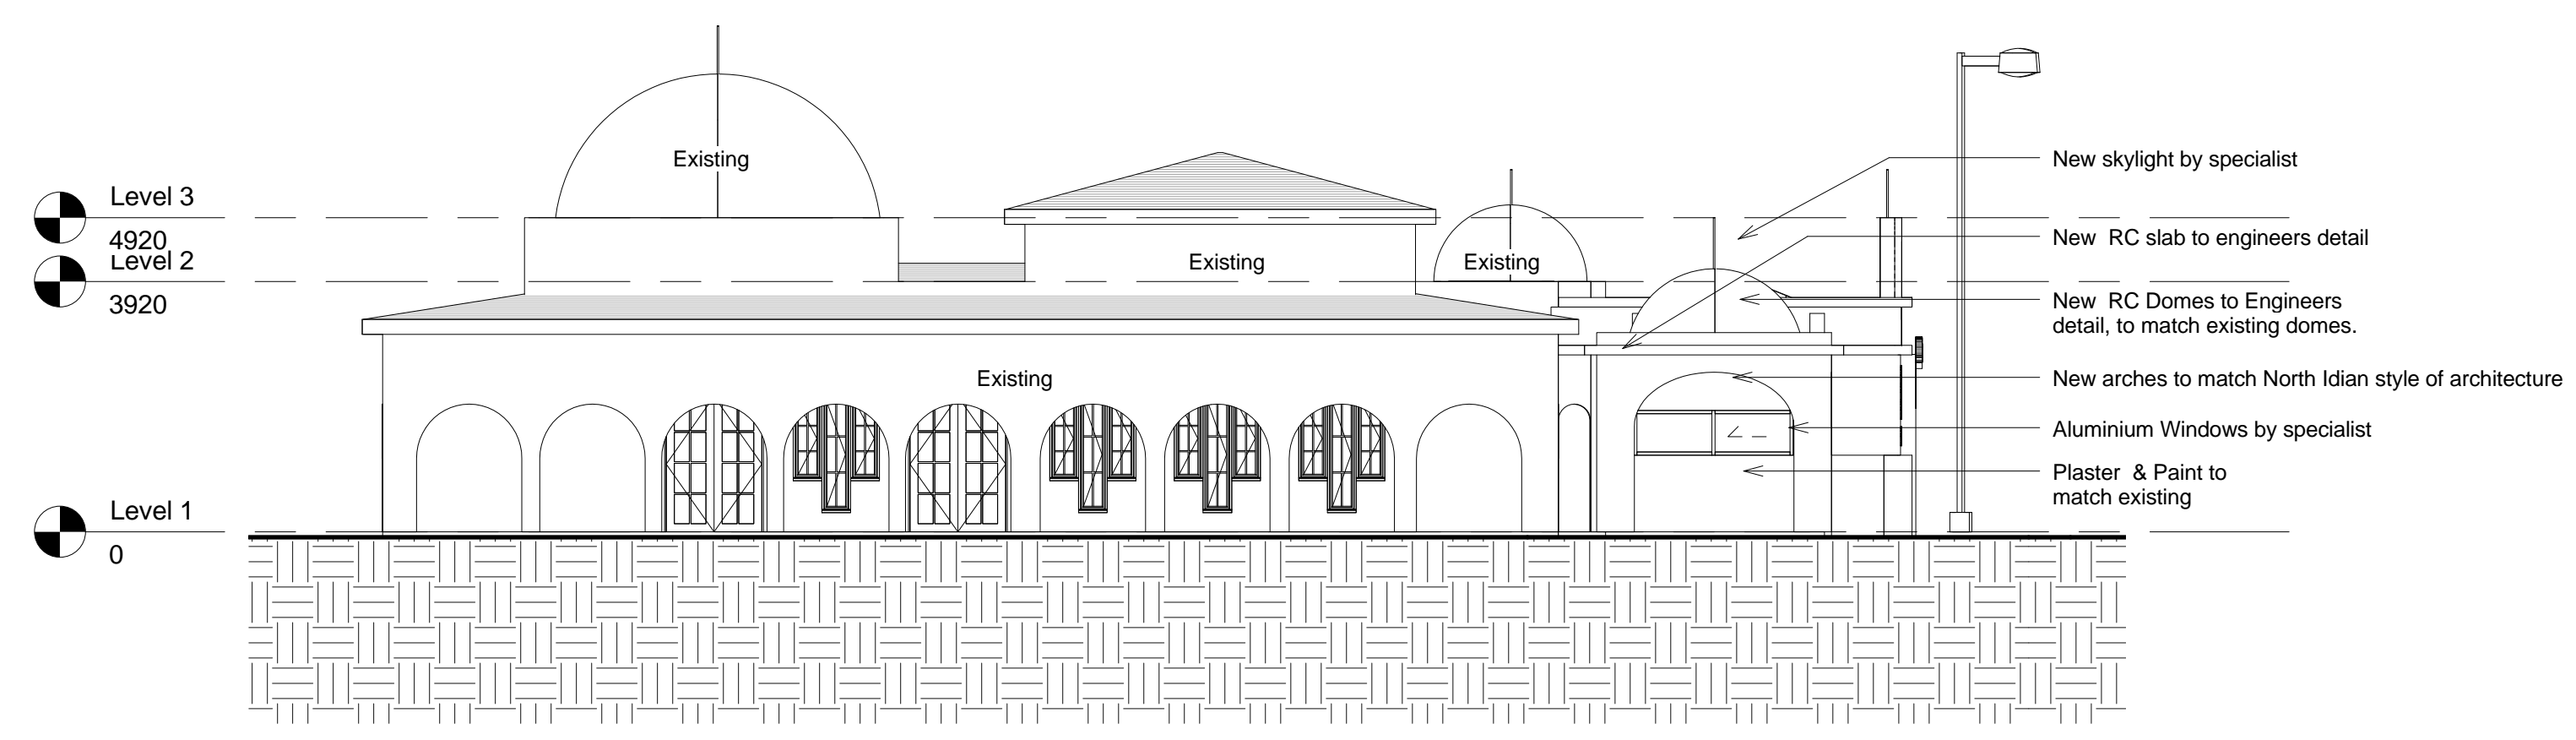 Level 3
4920
Level 2
3920
Level 1
0
Existing
Existing
Existing
Existing
New skylight by specialist
New  RC slab to engineers detail
New  RC Domes to Engineers
detail, to match existing domes.
New arches to match North Idian style of architecture
Aluminium Windows by specialist
Plaster  & Paint to
match existing